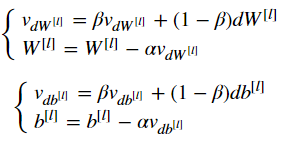 v_{dW^{[l]}} = βv_{dW^{[l]}} + (1 − β)dW^{[l]}
W^{[l]} = W^{[l]} − αv_{dW^{[l]}}
v_{db^{[l]}} = βv_{db^{[l]}} + (1 − β)db^{[l]}
b^{[l]} = b^{[l]} − αv_{db^{[l]}}